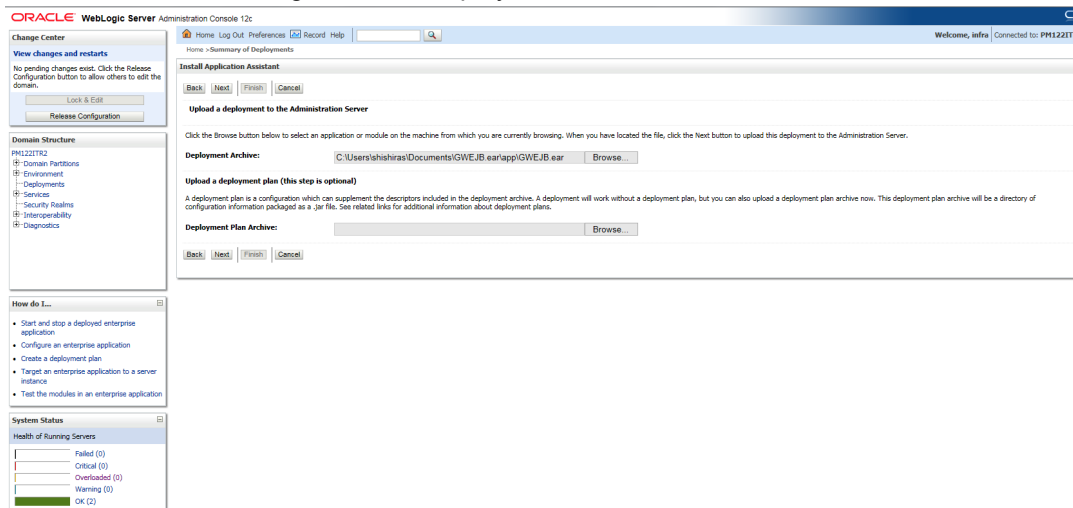 ORACLE WebLogic Server Administration Console 12c
Change Center
View changes and restarts
No pending changes exist. Click the Release
Configuration button to allow others to edit the
domain.
Lock & Edit
Release Configuration
Domain Structure
PM122ITR2
Domain Partitions
Environment
Deployments
Services
Security Realms
Interoperability
Diagnostics
How do I...
Start and stop a deployed enterprise
application
Configure an enterprise application
Create a deployment plan
Target an enterprise application to a server
instance
Test the modules in an enterprise application
System Status
Health of Running Servers
Failed (0)
Critical (0)
Overloaded (0)
Warning (0)
OK (2)
Home Log Out Preferences Record Help
Welcome, infra Connected to: PM122IT
Home >Summary of Deployments
Install Application Assistant
Back Next Finish Cancel
Upload a deployment to the Administration Server
Click the Browse button below to select an application or module on the machine from which you are currently browsing. When you have located the file, click the Next button to upload this deployment to the Administration Server.
Deployment Archive: C:\Users\shishiras\Documents\GWEJB.ear\app\GWEJB.ear Browse...
Upload a deployment plan (this step is optional)
A deployment plan is a configuration which can supplement the descriptors included in the deployment archive. A deployment will work without a deployment plan, but you can also upload a deployment plan archive now. This deployment plan archive will be a directory of
configuration information packaged as a .jar file. See related links for additional information about deployment plans.
Deployment Plan Archive: Browse...
Back Next Finish Cancel